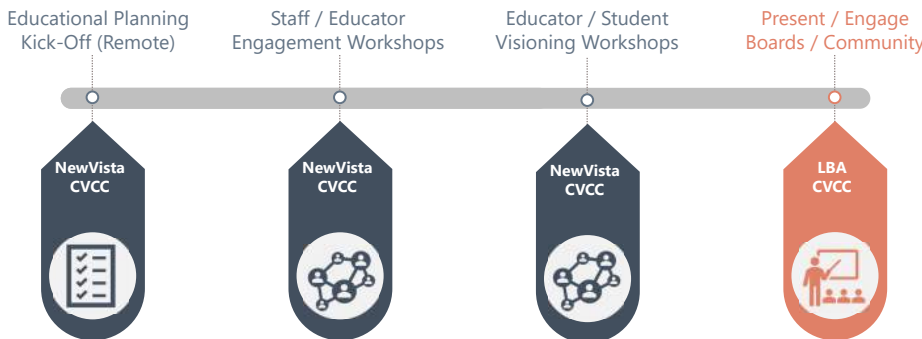 Educational Planning
Kick-Off (Remote)
Staff / Educator
Engagement Workshops
Educator / Student
Visioning Workshops
Present / Engage
Boards / Community
NewVista
CVCC
NewVista
CVCC
NewVista
CVCC
LBA
CVCC